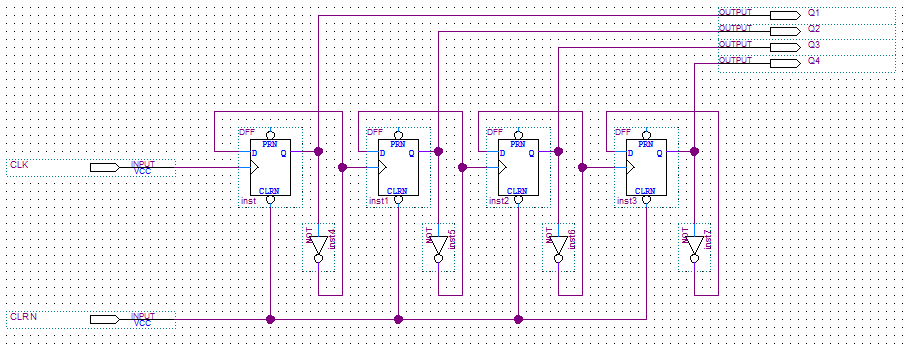 OUTPUT Q1
OUTPUT Q2
OUTPUT Q3
OUTPUT Q4
DFF DFF DFF DFF
PRN PRN PRN PRN
D Q D Q D Q D Q
CLK INPUT
VCC
CLRN CLRN CLRN CLRN
inst inst1 inst2 inst3
NOT inst4 NOT inst5 NOT inst6 NOT inst7
CLRN INPUT
VCC